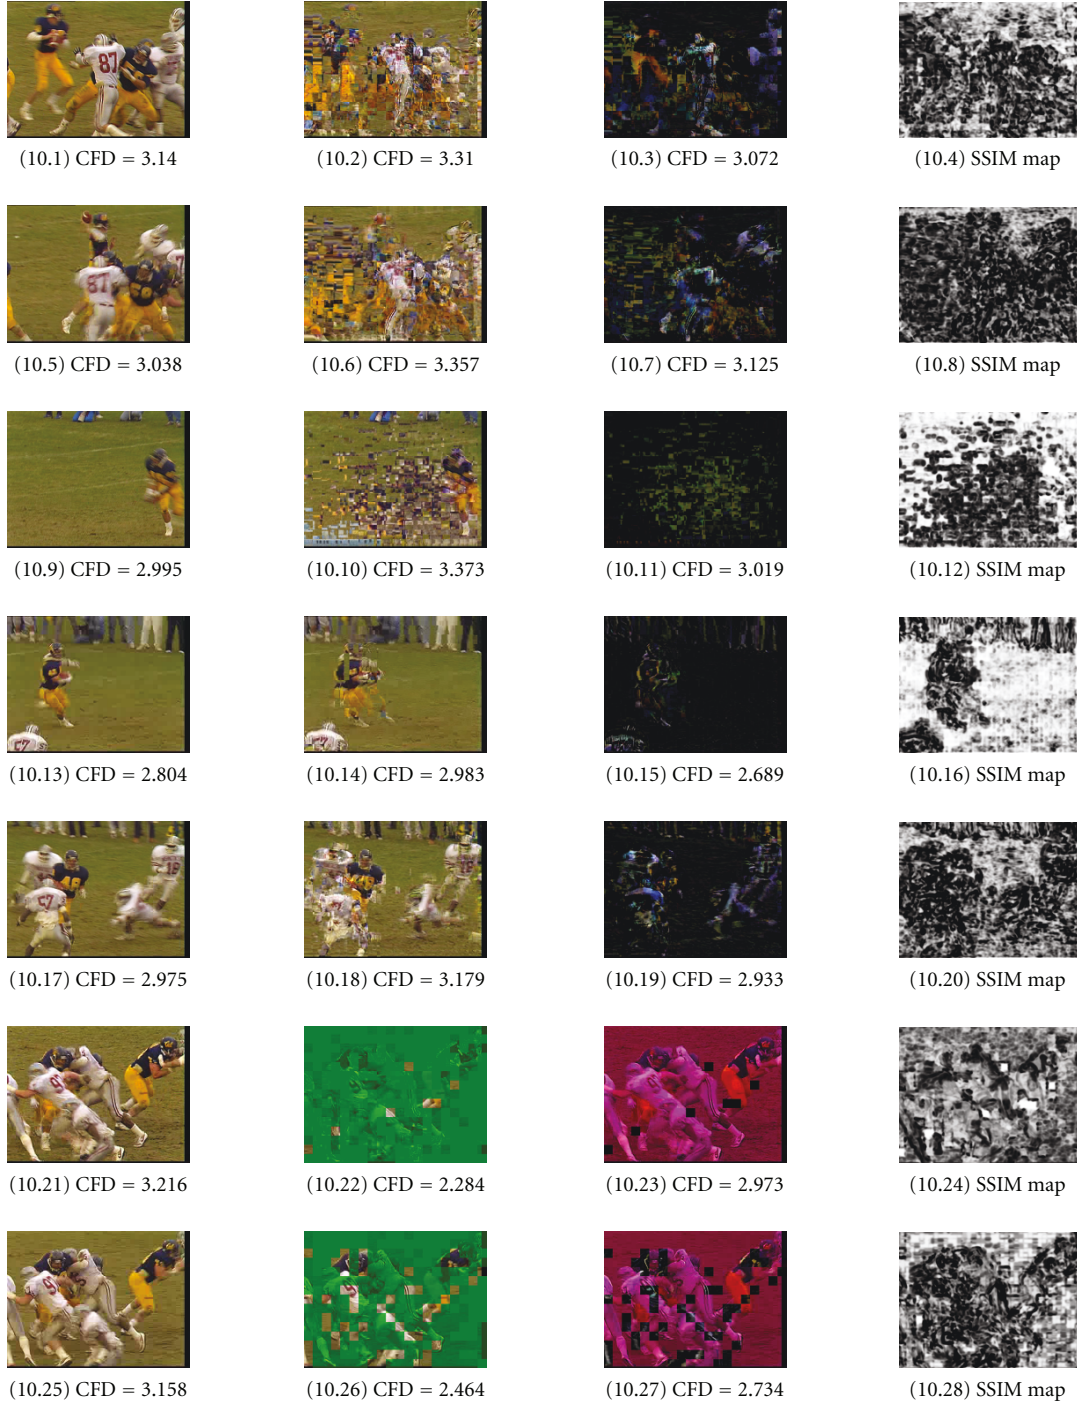 87
(10.1) CFD = 3.14
(10.2) CFD = 3.31
(10.3) CFD = 3.072
(10.4) SSIM map
87
(10.5) CFD = 3.038
(10.6) CFD = 3.357
(10.7) CFD = 3.125
(10.8) SSIM map
(10.9) CFD = 2.995
(10.10) CFD = 3.373
(10.11) CFD = 3.019
(10.12) SSIM map
57
(10.13) CFD = 2.804
(10.14) CFD = 2.983
(10.15) CFD = 2.689
(10.16) SSIM map
48
18
57
(10.17) CFD = 2.975
(10.18) CFD = 3.179
(10.19) CFD = 2.933
(10.20) SSIM map
(10.21) CFD = 3.216
(10.22) CFD = 2.284
(10.23) CFD = 2.973
(10.24) SSIM map
(10.25) CFD = 3.158
(10.26) CFD = 2.464
(10.27) CFD = 2.734
(10.28) SSIM map